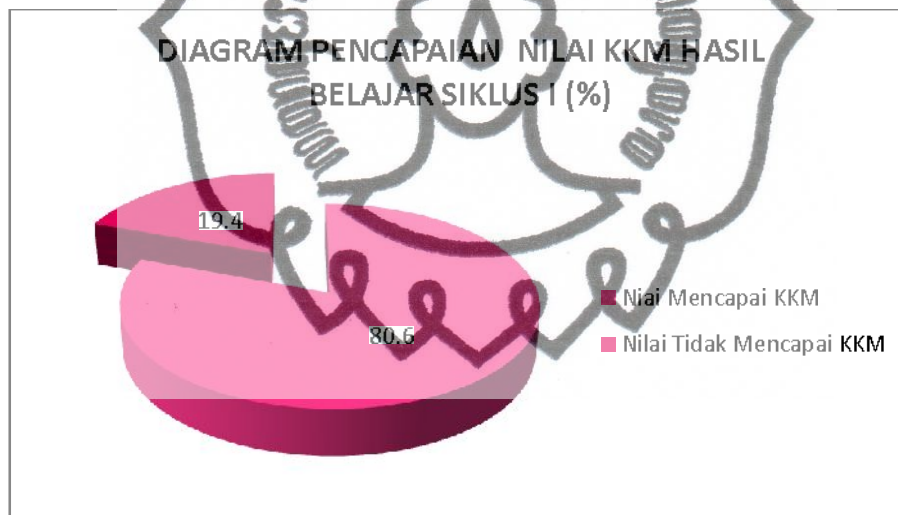 DIAGRAM PENCAPAIAN NILAI KKM HASIL
BELAJAR SIKLUS I (%)
19.4
80.6
Niai Mencapai KKM
Nilai Tidak Mencapai KKM